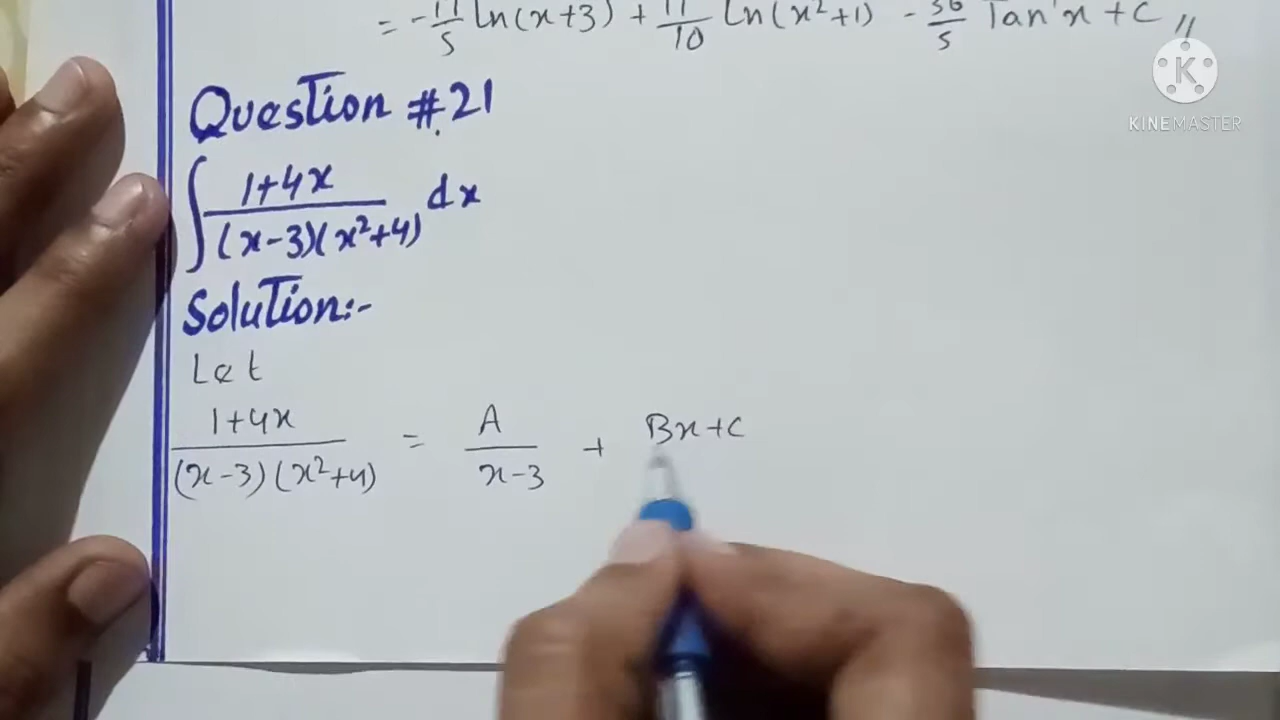 = - 11/5 ln(x+3) + 11/10 ln(x²+1) - 36/5 Tan⁻¹x + C //
K
KINEMASTER
Question #.21
∫ 1+4x / (x-3)(x²+4) dx
Solution:-
Let
1+4x / (x-3)(x²+4) = A / x-3 + Bx+C